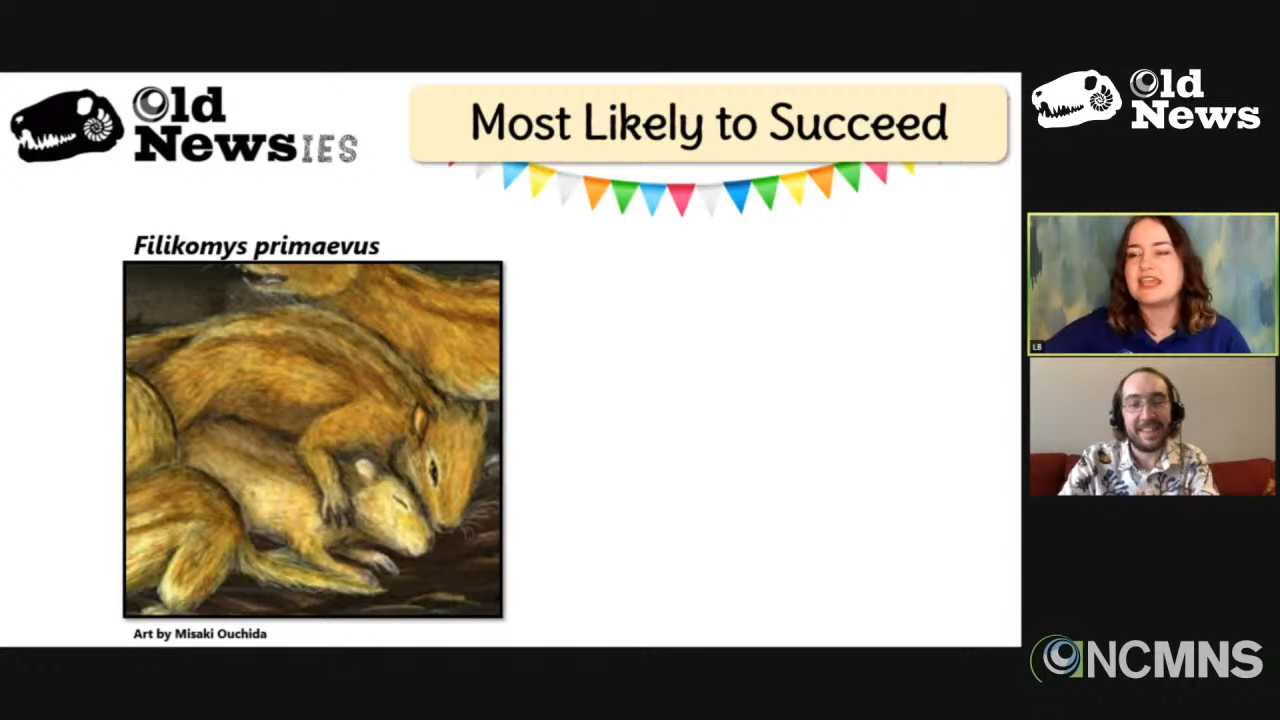 Old
NewsIES
Most Likely to Succeed
Filikomys primaevus
Art by Misaki Ouchida
Old
News
LB
NCMNS